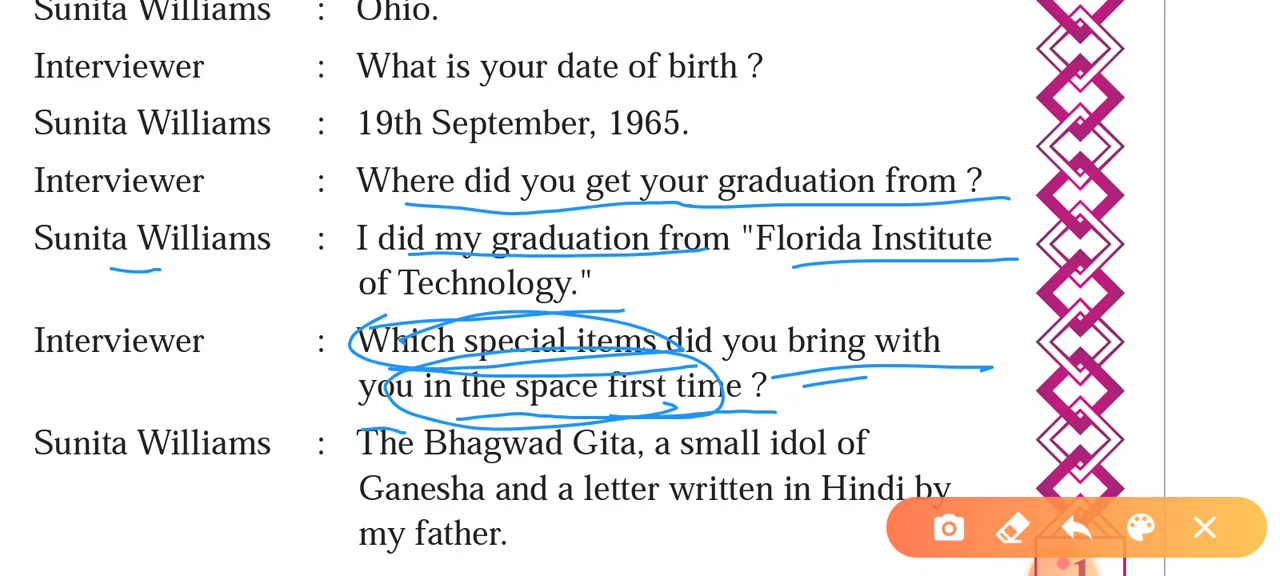 Sunita Williams : Ohio.
Interviewer : What is your date of birth ?
Sunita Williams : 19th September, 1965.
Interviewer : Where did you get your graduation from ?
Sunita Williams : I did my graduation from "Florida Institute
of Technology."
Interviewer : Which special items did you bring with
you in the space first time ?
Sunita Williams : The Bhagwad Gita, a small idol of
Ganesha and a letter written in Hindi by
my father.
1